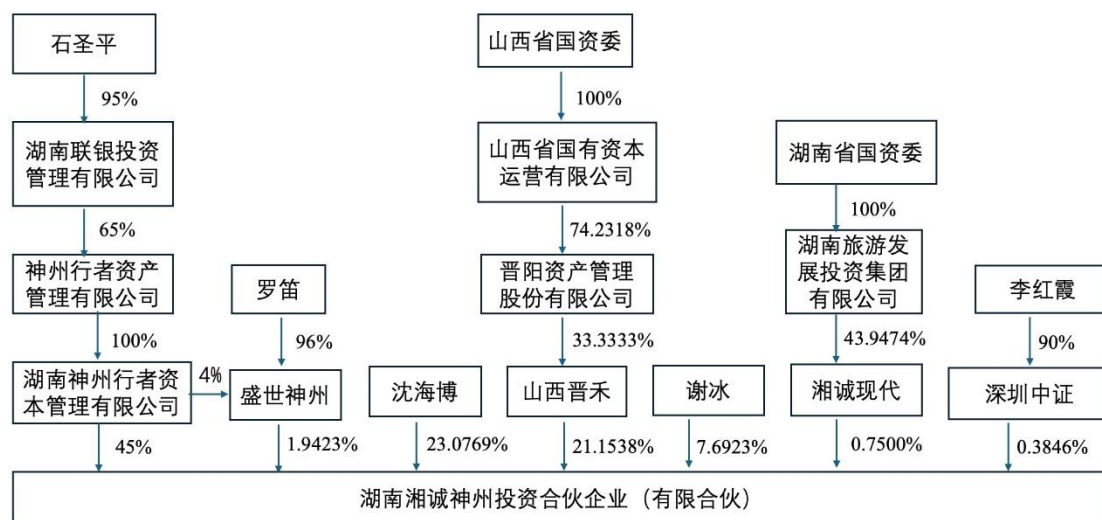 石圣平
山西省国资委
95%
100%
湖南联银投资
管理有限公司
山西省国有资本
运营有限公司
湖南省国资委
65%
74.2318%
100%
神州行者资产
管理有限公司
罗笛
晋阳资产管理
股份有限公司
湖南旅游发
展投资集团
有限公司
李红霞
100%
96%
33.3333%
43.9474%
90%
湖南神州行者资
本管理有限公司
4%
盛世神州
沈海博
山西晋禾
谢冰
湘诚现代
深圳中证
45%
1.9423%
23.0769%
21.1538%
7.6923%
0.7500%
0.3846%
湖南湘诚神州投资合伙企业（有限合伙）